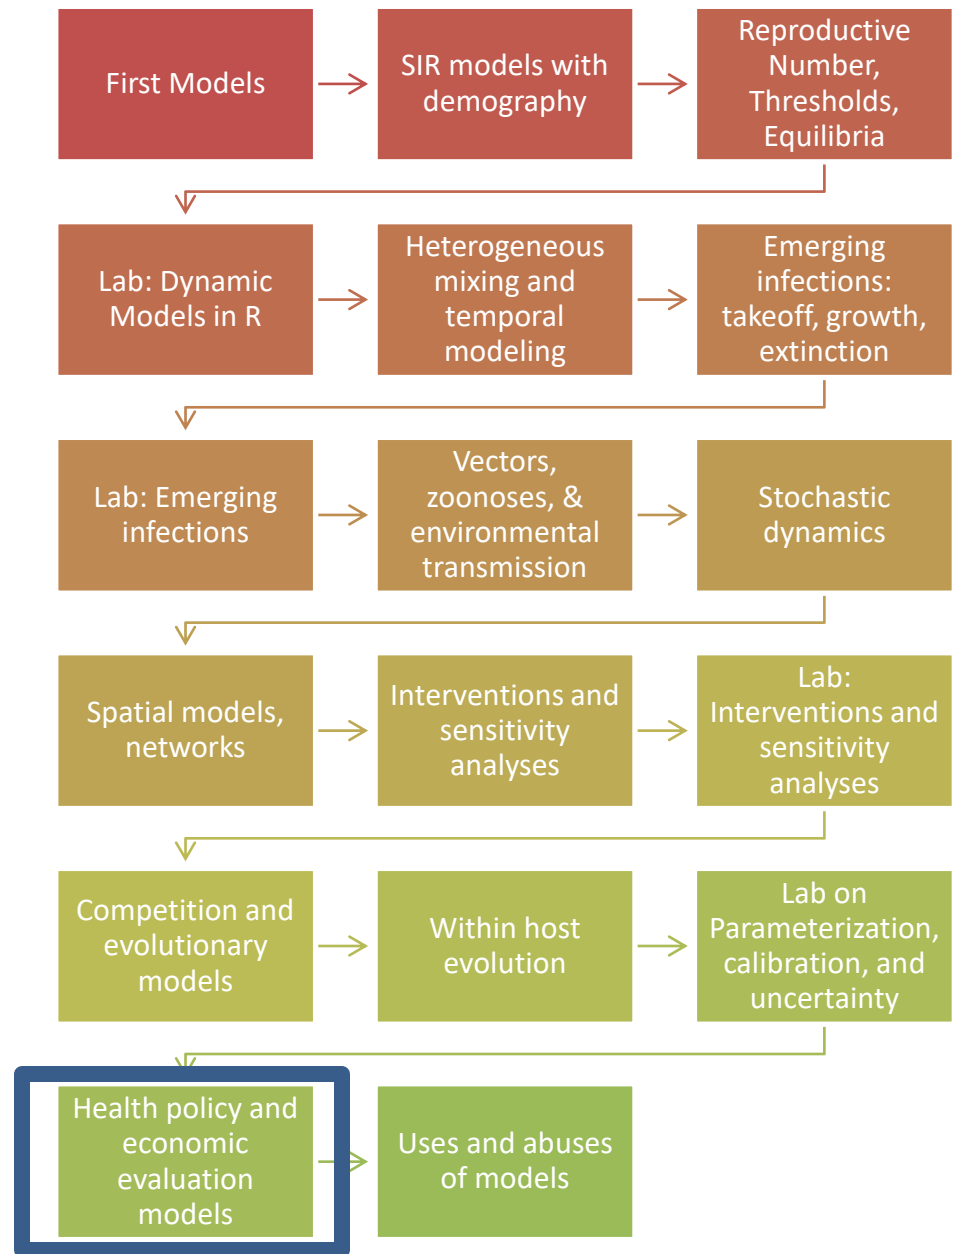 First Models
SIR models with
demography
Reproductive
Number,
Thresholds,
Equilibria
Lab: Dynamic
Models in R
Heterogeneous
mixing and
temporal
modeling
Emerging
infections:
takeoff, growth,
extinction
Lab: Emerging
infections
Vectors,
zoonoses, &
environmental
transmission
Stochastic
dynamics
Spatial models,
networks
Interventions and
sensitivity
analyses
Lab:
Interventions and
sensitivity
analyses
Competition and
evolutionary
models
Within host
evolution
Lab on
Parameterization,
calibration, and
uncertainty
Health policy and
economic
evaluation
models
Uses and abuses
of models